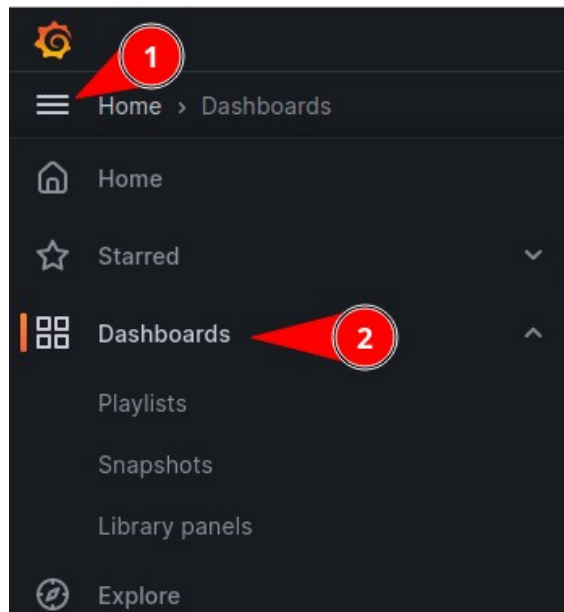 1
Home › Dashboards
Home
Starred
Dashboards
2
Playlists
Snapshots
Library panels
Explore